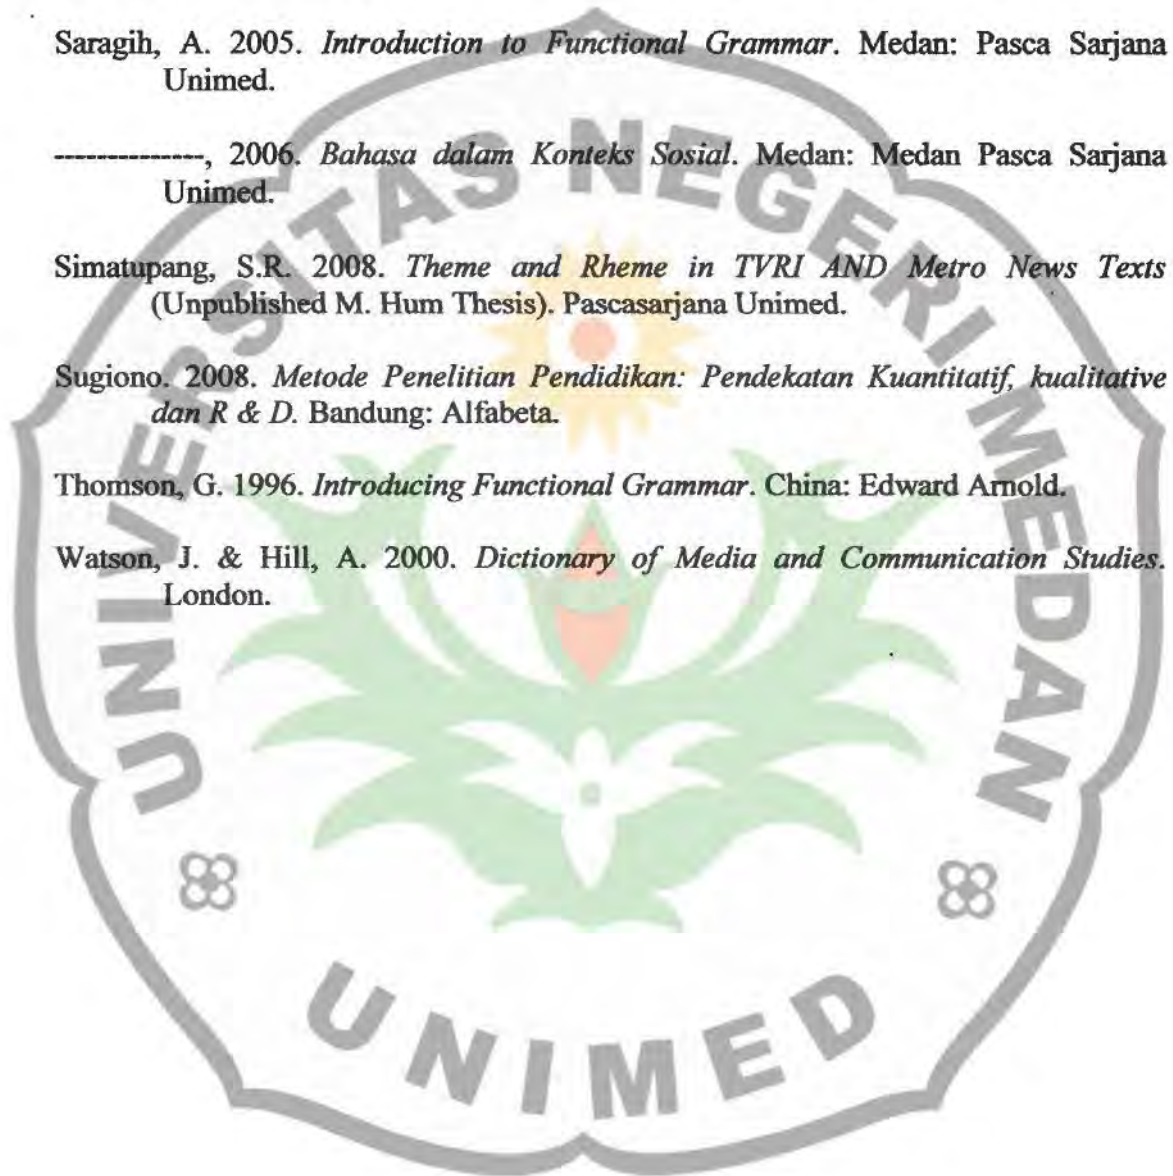 Saragih, A. 2005. Introduction to Functional Grammar. Medan: Pasca Sarjana
Unimed.
--------------, 2006. Bahasa dalam Konteks Sosial. Medan: Medan Pasca Sarjana
Unimed.
Simatupang, S.R. 2008. Theme and Rheme in TVRI AND Metro News Texts
(Unpublished M. Hum Thesis). Pascasarjana Unimed.
Sugiono. 2008. Metode Penelitian Pendidikan: Pendekatan Kuantitatif, kualitative
dan R & D. Bandung: Alfabeta.
Thomson, G. 1996. Introducing Functional Grammar. China: Edward Arnold.
Watson, J. & Hill, A. 2000. Dictionary of Media and Communication Studies.
London.
UNIVERSITAS NEGERI MEDAN
UNIMED